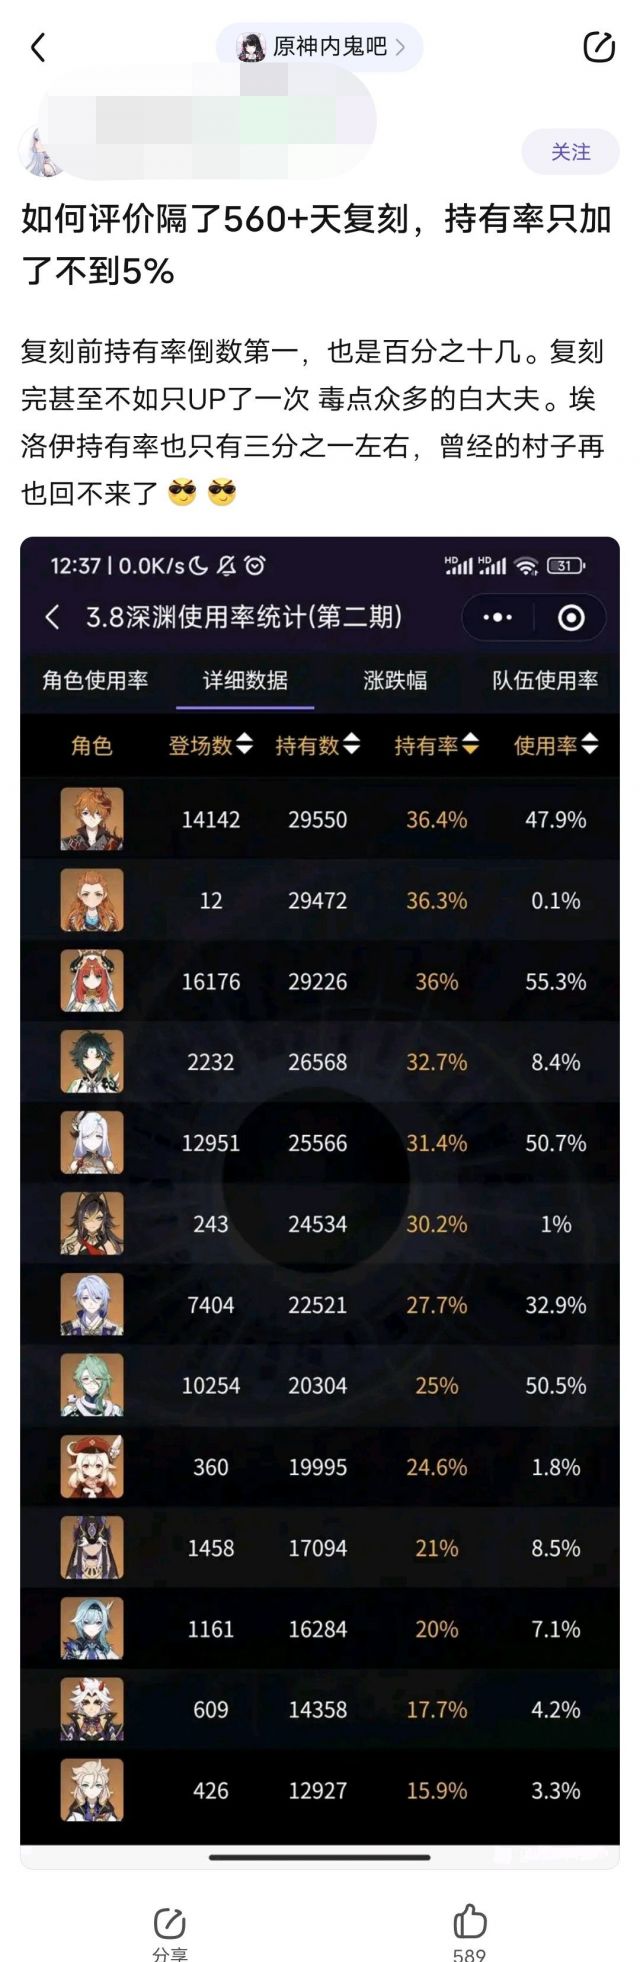 原神内鬼吧
关注
如何评价隔了560+天复刻，持有率只加
了不到5%
复刻前持有率倒数第一，也是百分之十几。复刻
完甚至不如只UP了一次 毒点众多的白大夫。埃
洛伊持有率也只有三分之一左右，曾经的村子再
也回不来了
12:37 | 0.0K/s HD HD 31
3.8深渊使用率统计(第二期)
角色使用率 详细数据 涨跌幅 队伍使用率
角色 登场数 持有数 持有率 使用率
14142 29550 36.4% 47.9%
12 29472 36.3% 0.1%
16176 29226 36% 55.3%
2232 26568 32.7% 8.4%
12951 25566 31.4% 50.7%
243 24534 30.2% 1%
7404 22521 27.7% 32.9%
10254 20304 25% 50.5%
360 19995 24.6% 1.8%
1458 17094 21% 8.5%
1161 16284 20% 7.1%
609 14358 17.7% 4.2%
426 12927 15.9% 3.3%
分享 589